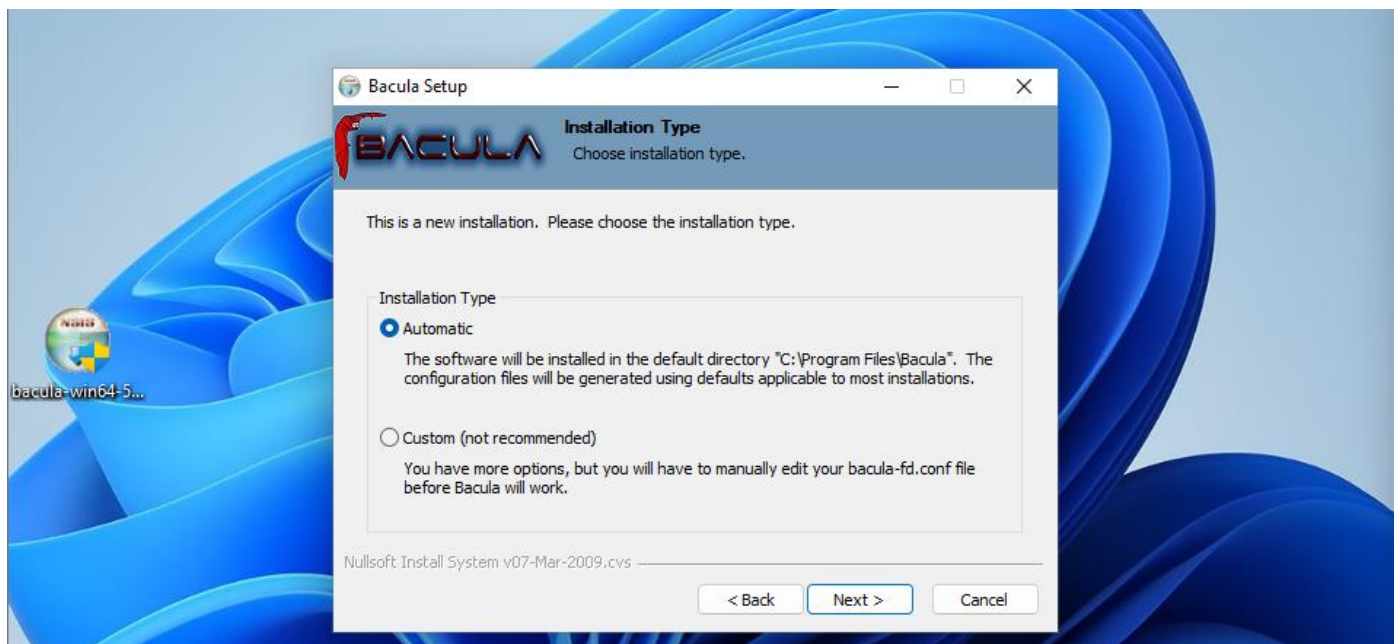 Bacula Setup
BACULA
Installation Type
Choose installation type.
This is a new installation. Please choose the installation type.
Installation Type
Automatic
The software will be installed in the default directory "C:\Program Files\Bacula". The
configuration files will be generated using defaults applicable to most installations.
Custom (not recommended)
You have more options, but you will have to manually edit your bacula-fd.conf file
before Bacula will work.
NSIS
bacula-win64-5...
Nullsoft Install System v07-Mar-2009.cvs
< Back Next > Cancel